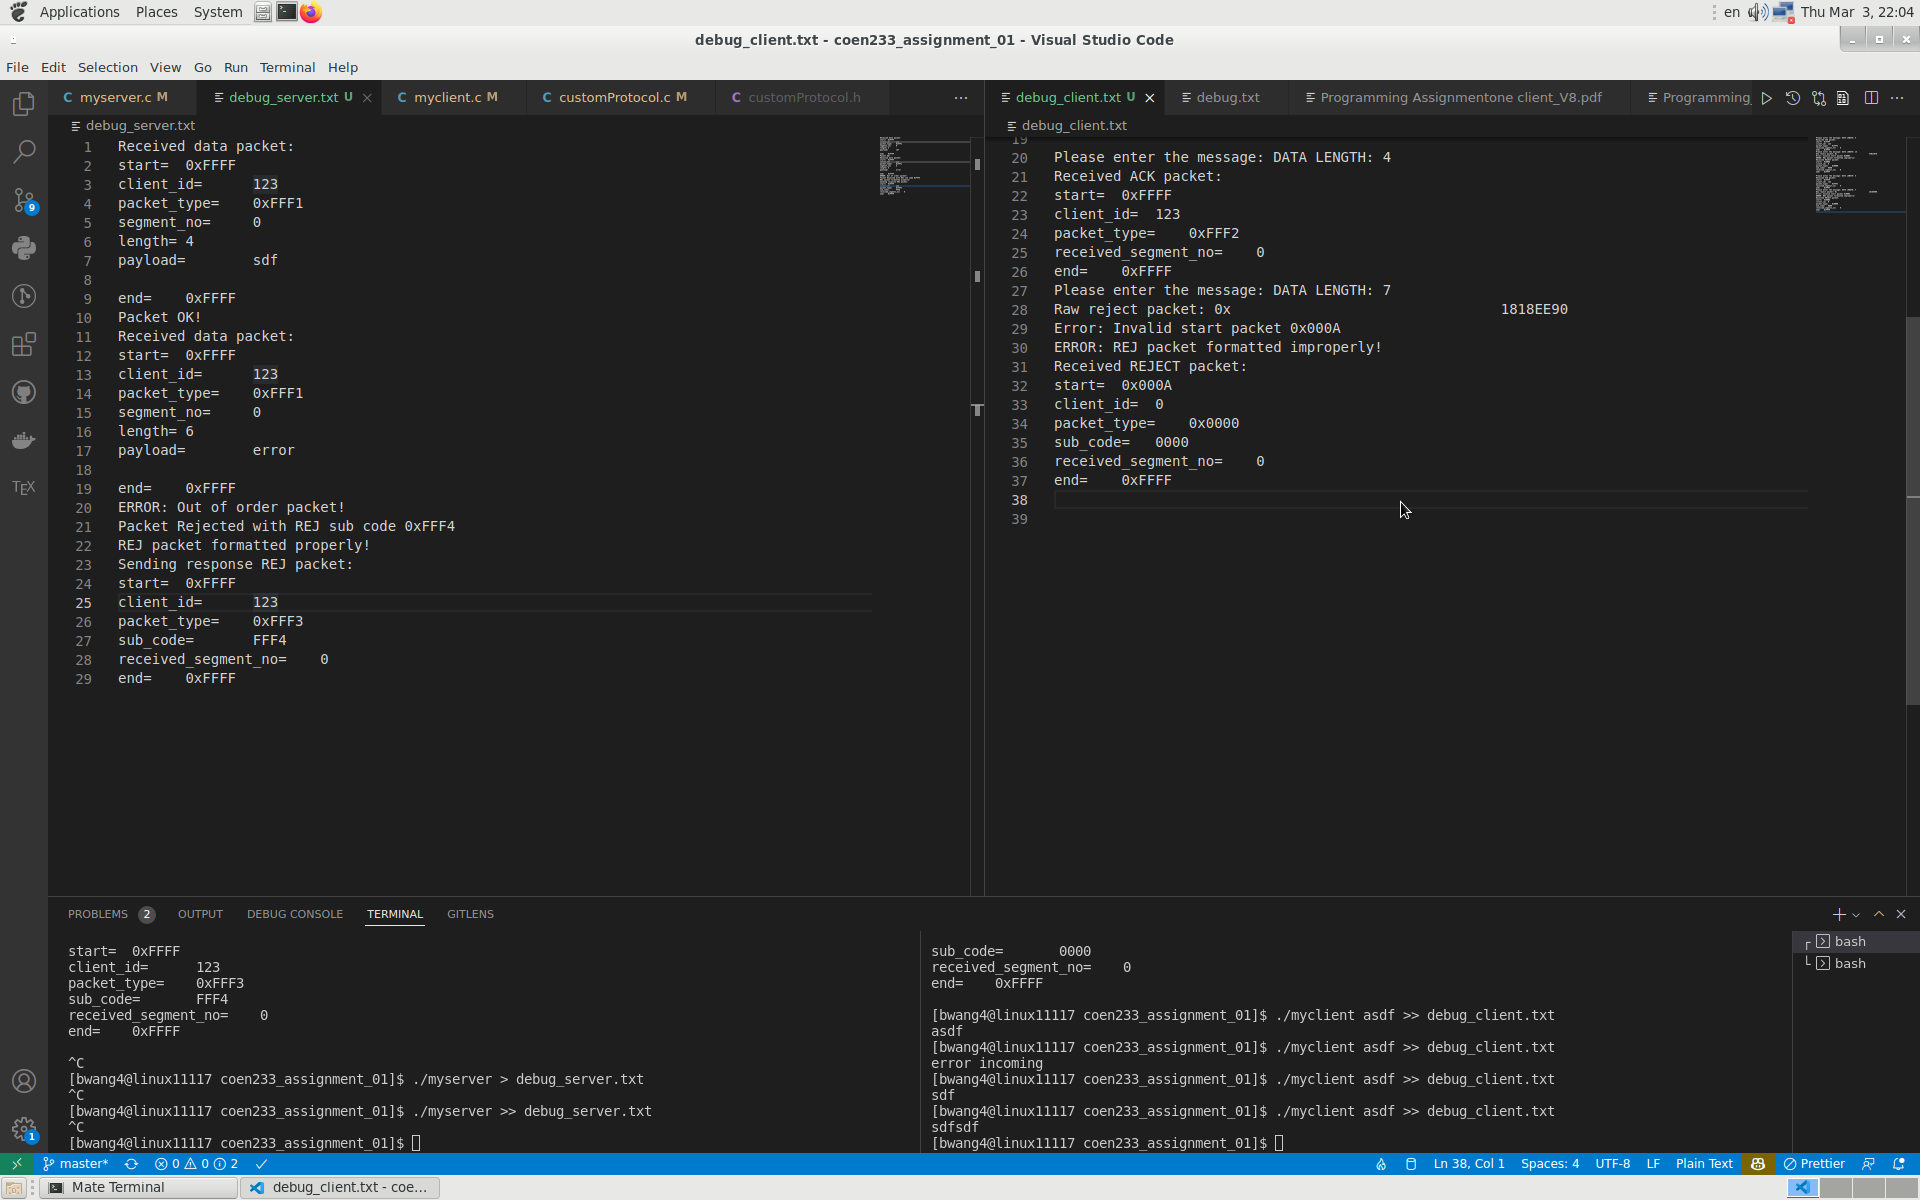 Applications Places System en Thu Mar 3, 22:04
debug_client.txt - coen233_assignment_01 - Visual Studio Code
File Edit Selection View Go Run Terminal Help
myserver.c M debug_server.txt U myclient.c M customProtocol.c M customProtocol.h
debug_client.txt U debug.txt Programming Assignmentone client_V8.pdf Programming
debug_server.txt
1 Received data packet:
2 start= 0xFFFF
3 client_id= 123
4 packet_type= 0xFFF1
5 segment_no= 0
6 length= 4
7 payload= sdf
8
9 end= 0xFFFF
10 Packet OK!
11 Received data packet:
12 start= 0xFFFF
13 client_id= 123
14 packet_type= 0xFFF1
15 segment_no= 0
16 length= 6
17 payload= error
18
19 end= 0xFFFF
20 ERROR: Out of order packet!
21 Packet Rejected with REJ sub code 0xFFF4
22 REJ packet formatted properly!
23 Sending response REJ packet:
24 start= 0xFFFF
25 client_id= 123
26 packet_type= 0xFFF3
27 sub_code= FFF4
28 received_segment_no= 0
29 end= 0xFFFF
debug_client.txt
19
20 Please enter the message: DATA LENGTH: 4
21 Received ACK packet:
22 start= 0xFFFF
23 client_id= 123
24 packet_type= 0xFFF2
25 received_segment_no= 0
26 end= 0xFFFF
27 Please enter the message: DATA LENGTH: 7
28 Raw reject packet: 0x 1818EE90
29 Error: Invalid start packet 0x000A
30 ERROR: REJ packet formatted improperly!
31 Received REJECT packet:
32 start= 0x000A
33 client_id= 0
34 packet_type= 0x0000
35 sub_code= 0000
36 received_segment_no= 0
37 end= 0xFFFF
38
39
9
TEX
1
PROBLEMS 2 OUTPUT DEBUG CONSOLE TERMINAL GITLENS
start= 0xFFFF
client_id= 123
packet_type= 0xFFF3
sub_code= FFF4
received_segment_no= 0
end= 0xFFFF
^C
[bwang4@linux11117 coen233_assignment_01]$ ./myserver > debug_server.txt
^C
[bwang4@linux11117 coen233_assignment_01]$ ./myserver >> debug_server.txt
^C
[bwang4@linux11117 coen233_assignment_01]$
sub_code= 0000
received_segment_no= 0
end= 0xFFFF
[bwang4@linux11117 coen233_assignment_01]$ ./myclient asdf >> debug_client.txt
asdf
[bwang4@linux11117 coen233_assignment_01]$ ./myclient asdf >> debug_client.txt
error incoming
[bwang4@linux11117 coen233_assignment_01]$ ./myclient asdf >> debug_client.txt
sdf
[bwang4@linux11117 coen233_assignment_01]$ ./myclient asdf >> debug_client.txt
sdfsdf
[bwang4@linux11117 coen233_assignment_01]$
bash
bash
master* 0 0 2 Ln 38, Col 1 Spaces: 4 UTF-8 LF Plain Text Prettier
Mate Terminal debug_client.txt - coe...